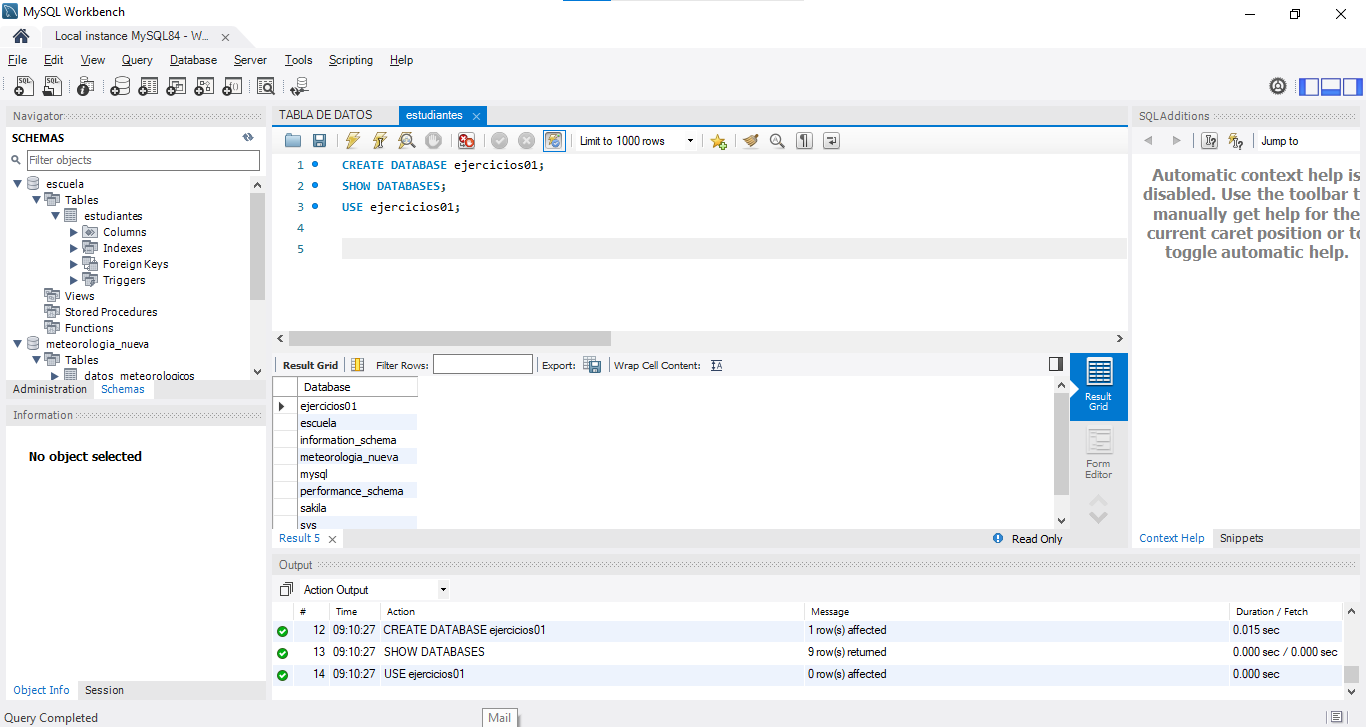 MySQL Workbench
Local instance MySQL84 - W... x
File Edit View Query Database Server Tools Scripting Help
Navigator
SCHEMAS
Filter objects
escuela
Tables
estudiantes
Columns
Indexes
Foreign Keys
Triggers
Views
Stored Procedures
Functions
meteorologia_nueva
Tables
datos_meteorologicos
Administration Schemas
Information
No object selected
Object Info Session
TABLA DE DATOS estudiantes
Limit to 1000 rows
1 CREATE DATABASE ejercicios01;
2 SHOW DATABASES;
3 USE ejercicios01;
4
5
Result Grid Filter Rows: Export: Wrap Cell Content:
Database
ejercicios01
escuela
information_schema
meteorologia_nueva
mysql
performance_schema
sakila
sys
Result Grid
Form Editor
Result 5 Read Only
SQLAdditions
Jump to
Automatic context help is
disabled. Use the toolbar t
manually get help for the
current caret position or to
toggle automatic help.
Context Help Snippets
Output
Action Output
# Time Action Message Duration / Fetch
12 09:10:27 CREATE DATABASE ejercicios01 1 row(s) affected 0.015 sec
13 09:10:27 SHOW DATABASES 9 row(s) returned 0.000 sec / 0.000 sec
14 09:10:27 USE ejercicios01 0 row(s) affected 0.000 sec
Query Completed
Mail